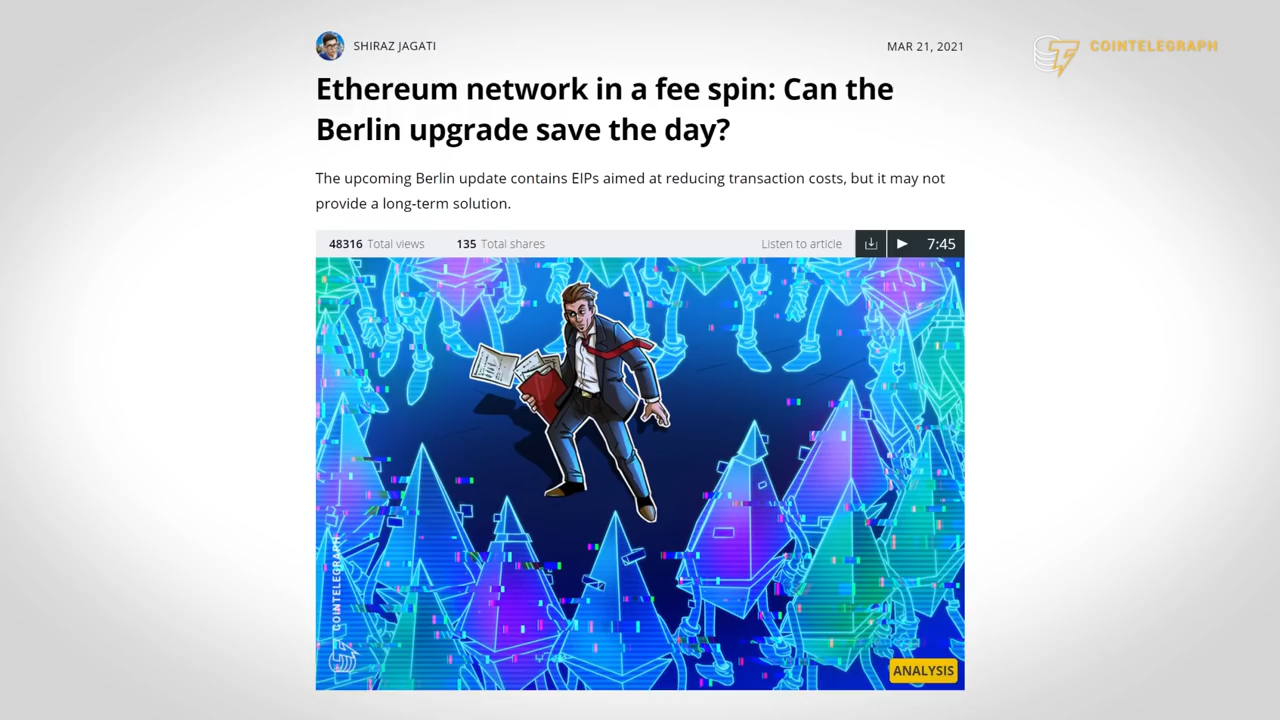 SHIRAZ JAGATI
MAR 21, 2021
COINTELEGRAPH
Ethereum network in a fee spin: Can the
Berlin upgrade save the day?
The upcoming Berlin update contains EIPs aimed at reducing transaction costs, but it may not
provide a long-term solution.
48316 Total views
135 Total shares
Listen to article
7:45
COINTELEGRAPH
ANALYSIS